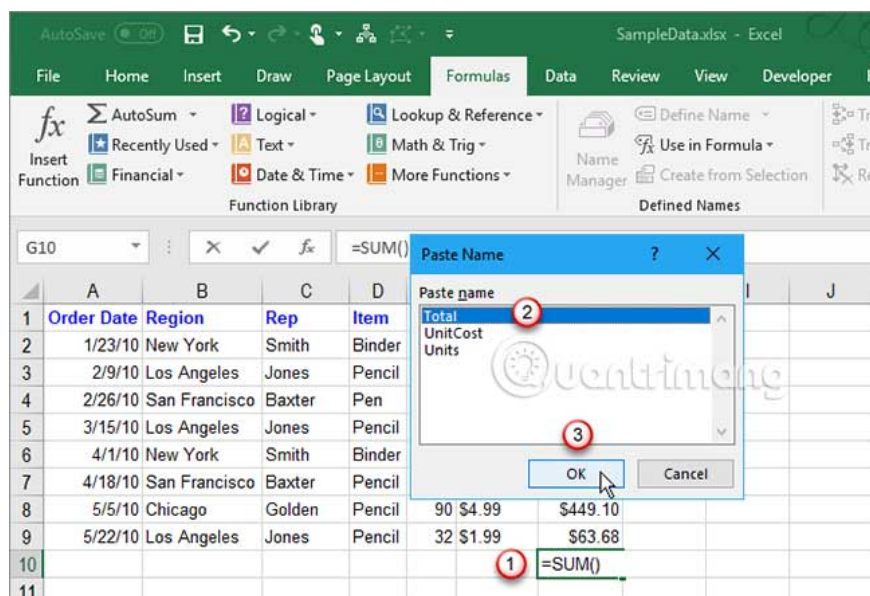 AutoSave Off SampleData.xlsx - Excel
File Home Insert Draw Page Layout Formulas Data Review View Developer
fx Insert Function
AutoSum
Recently Used
Financial
Logical
Text
Date & Time
Lookup & Reference
Math & Trig
More Functions
Function Library
Name Manager
Define Name
Use in Formula
Create from Selection
Defined Names
G10 fx =SUM()
Paste Name ?
Paste name
Total 2
UnitCost
Units
Quantrimang
3
OK Cancel
A B C D I J
1 Order Date Region Rep Item
2 1/23/10 New York Smith Binder
3 2/9/10 Los Angeles Jones Pencil
4 2/26/10 San Francisco Baxter Pen
5 3/15/10 Los Angeles Jones Pencil
6 4/1/10 New York Smith Binder
7 4/18/10 San Francisco Baxter Pencil
8 5/5/10 Chicago Golden Pencil 90 $4.99 $449.10
9 5/22/10 Los Angeles Jones Pencil 32 $1.99 $63.68
10 1 =SUM()
11